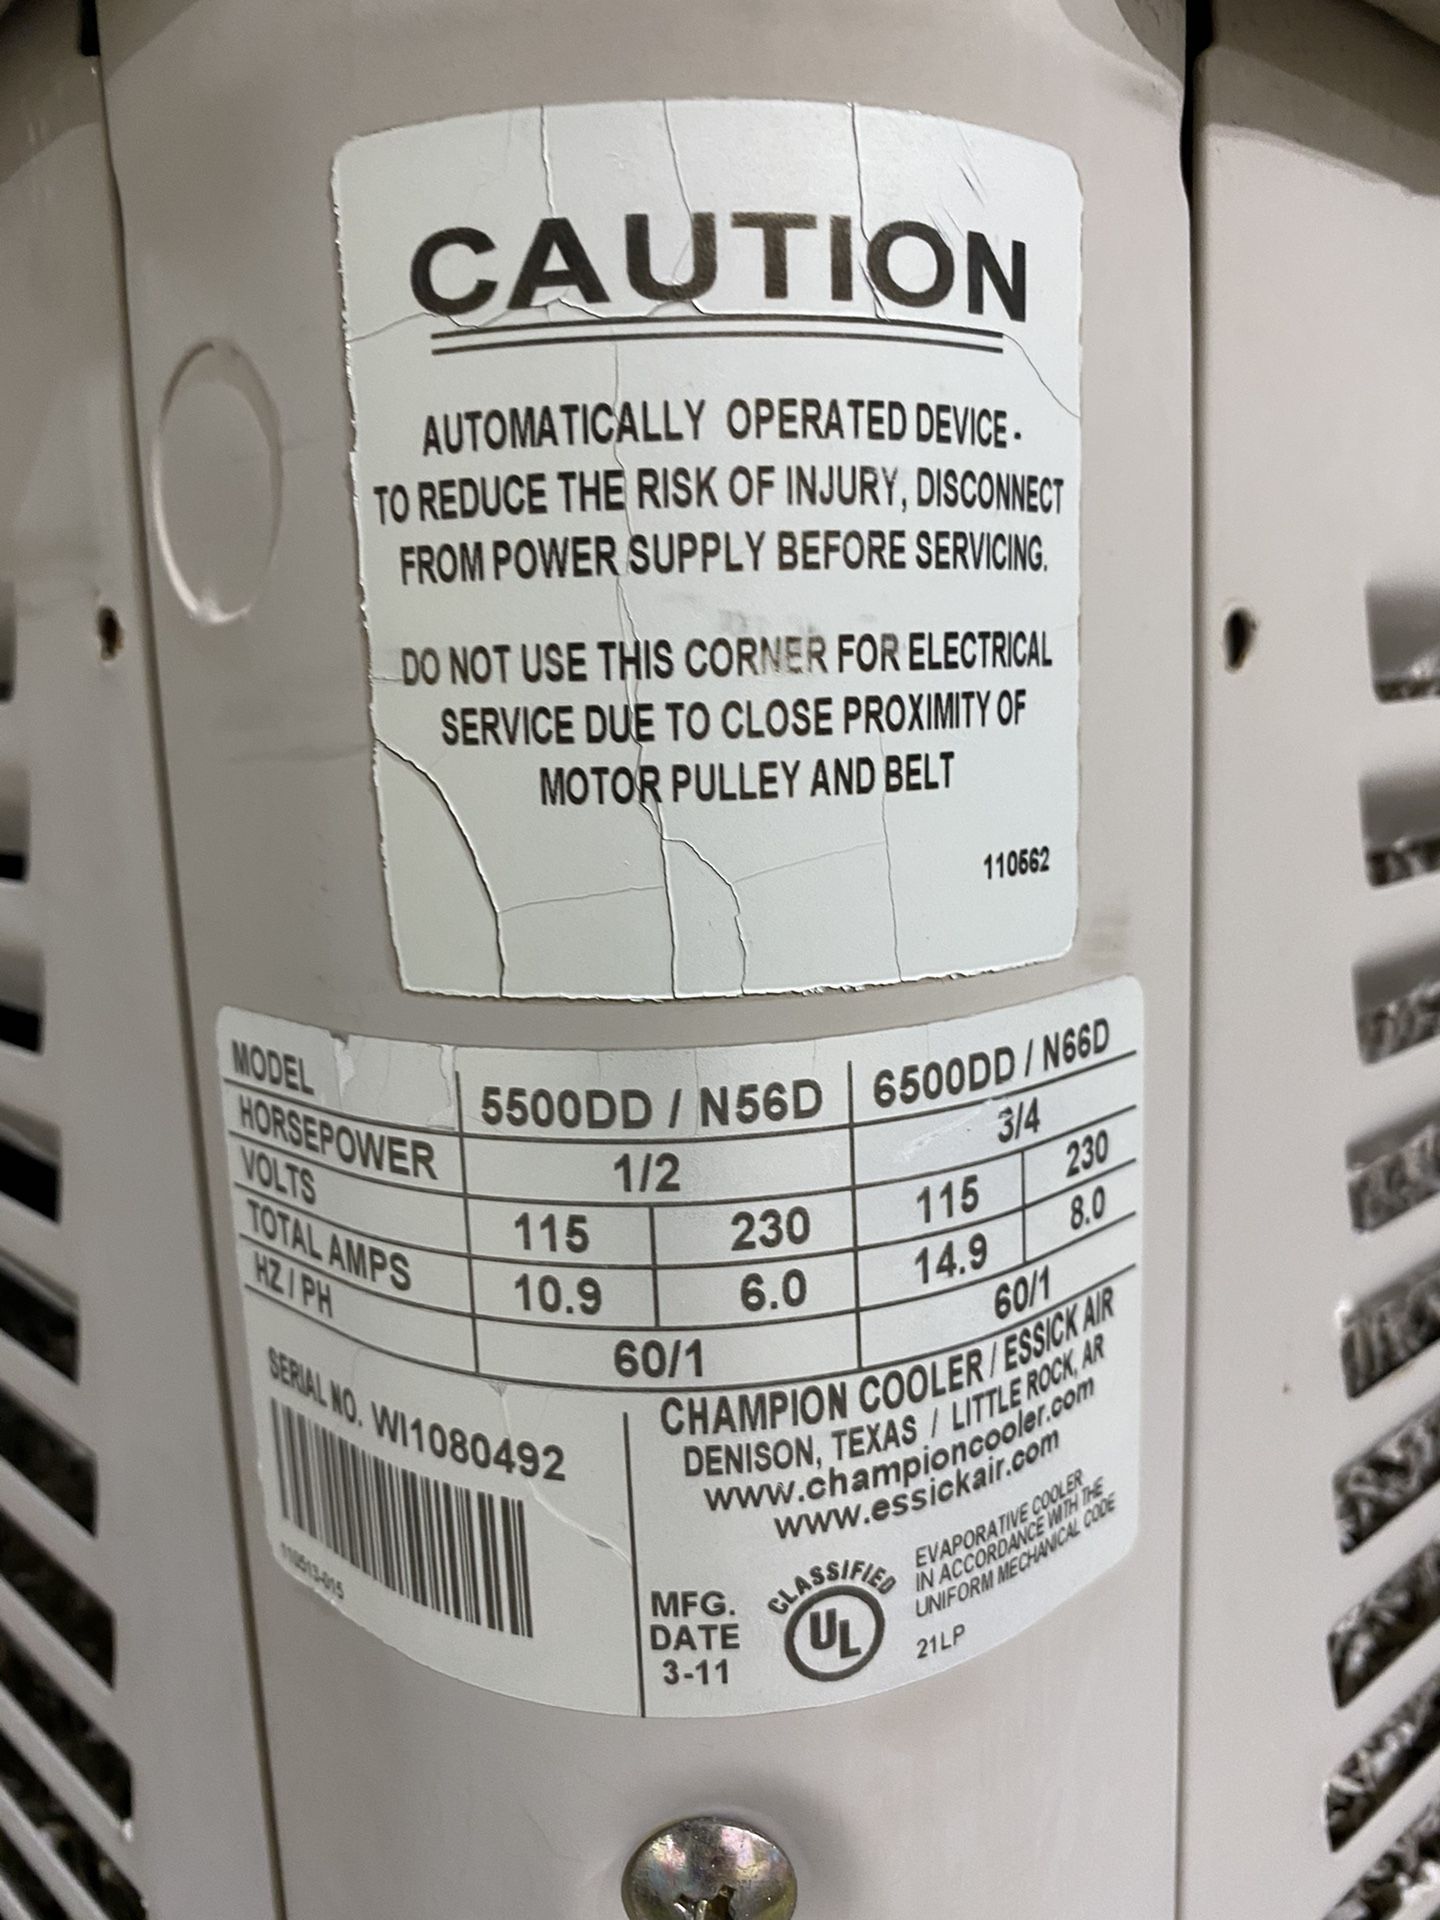 CAUTION
AUTOMATICALLY OPERATED DEVICE -
TO REDUCE THE RISK OF INJURY, DISCONNECT
FROM POWER SUPPLY BEFORE SERVICING.
DO NOT USE THIS CORNER FOR ELECTRICAL
SERVICE DUE TO CLOSE PROXIMITY OF
MOTOR PULLEY AND BELT
110562
MODEL 5500DD / N56D 6500DD / N66D
HORSEPOWER 1/2 3/4
VOLTS 115 230 115 230
TOTAL AMPS 10.9 6.0 14.9 8.0
HZ / PH 60/1 60/1
SERIAL NO. WI1080492
110513-015
CHAMPION COOLER / ESSICK AIR
DENISON, TEXAS / LITTLE ROCK, AR
www.championcooler.com
www.essickair.com
MFG.
DATE
3-11
CLASSIFIED
UL
EVAPORATIVE COOLER
IN ACCORDANCE WITH THE
UNIFORM MECHANICAL CODE
21LP